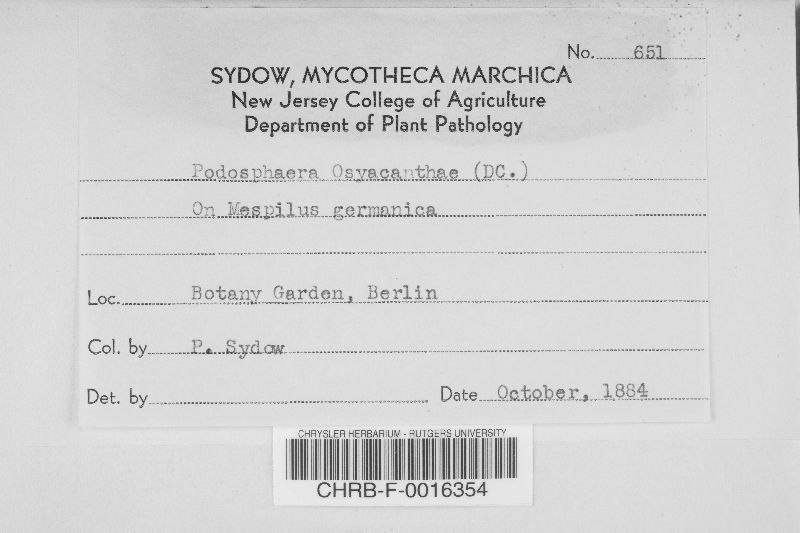 No. 651
SYDOW, MYCOTHECA MARCHICA
New Jersey College of Agriculture
Department of Plant Pathology
Podosphaera Osyacanthae (DC.)
On Mespilus germanica
Loc. Botany Garden, Berlin
Col. by P. Sydow
Det. by Date October, 1884
CHRYSLER HERBARIUM - RUTGERS UNIVERSITY
CHRB-F-0016354